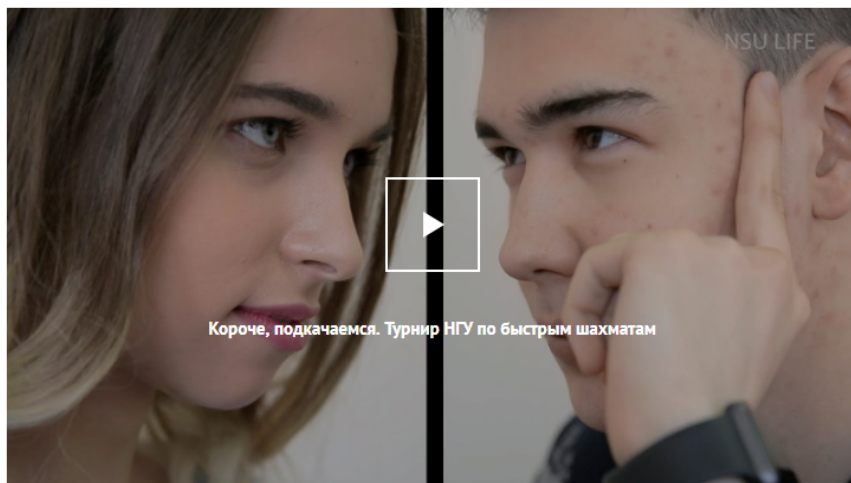 NSU LIFE
Короче, подкачаемся. Турнир НГУ по быстрым шахматам